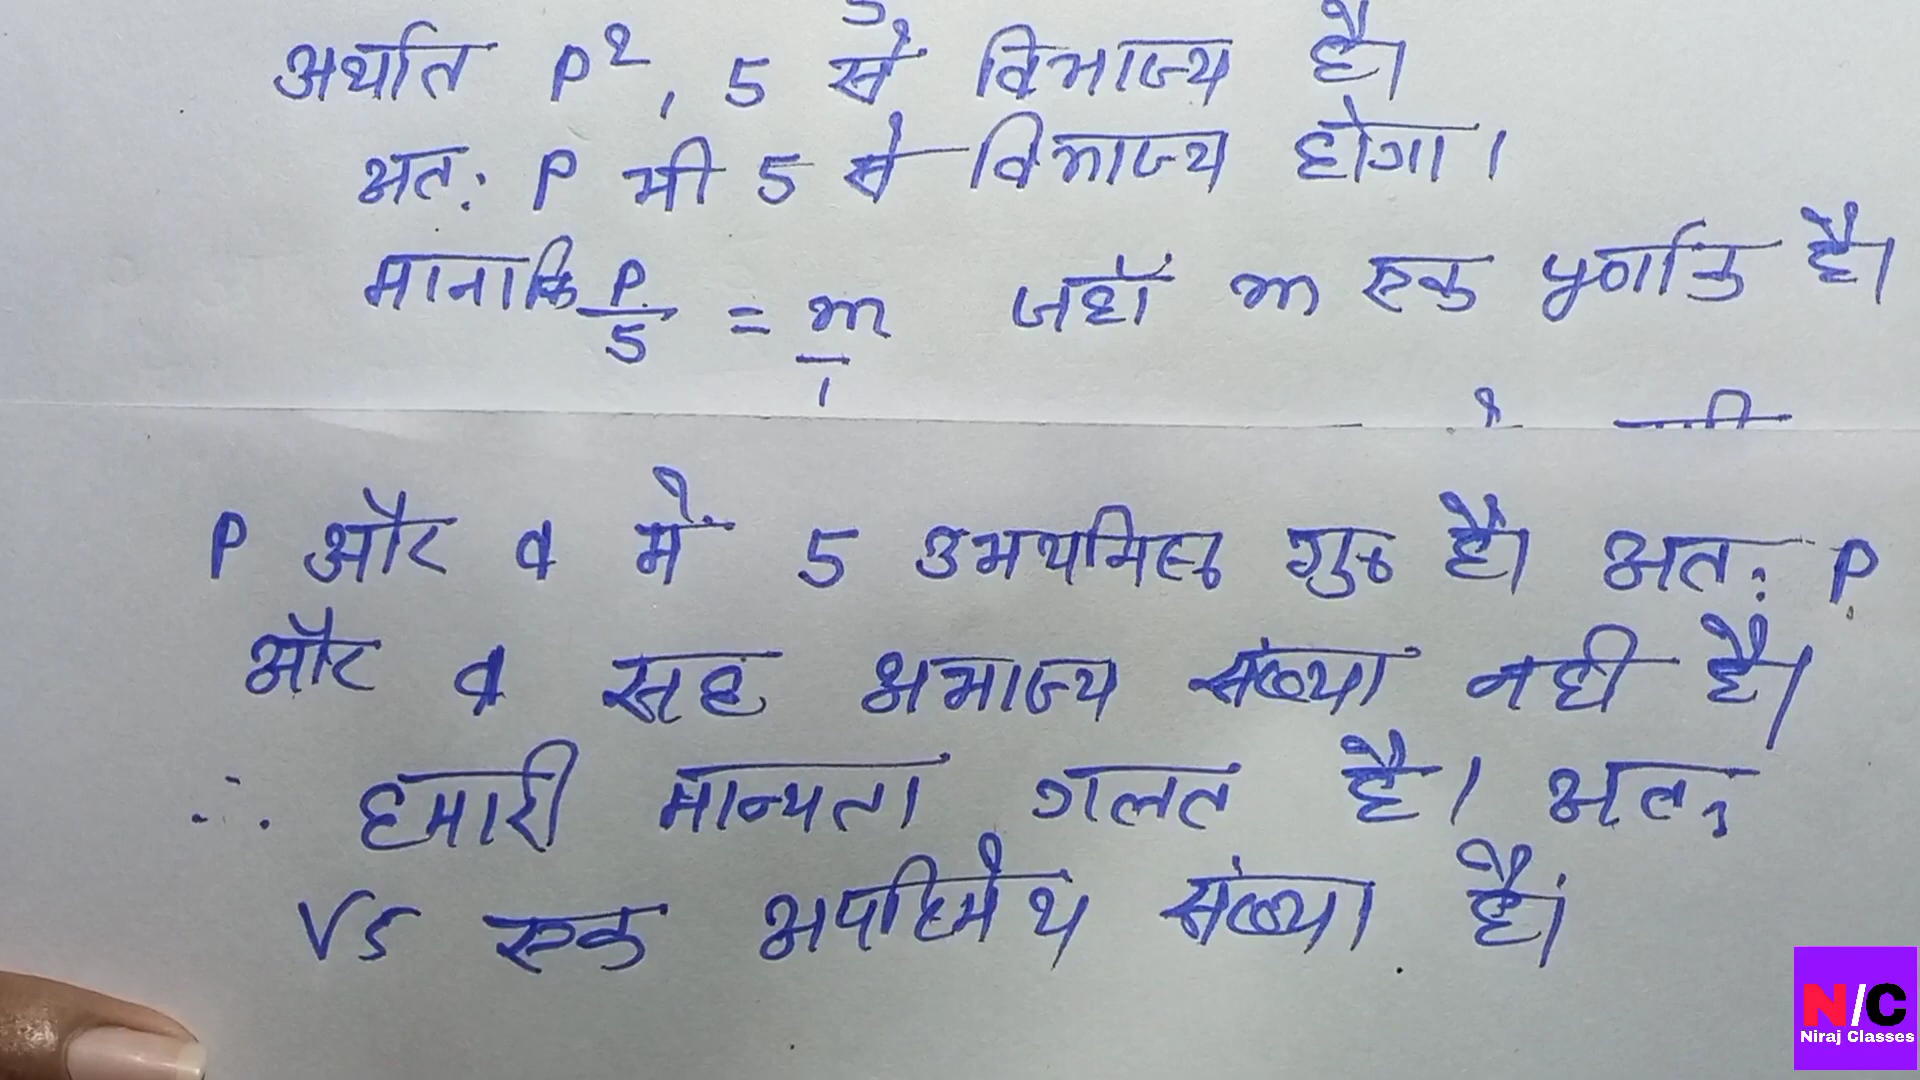 अर्थात P², 5 से विभाज्य है।
अत: P भी 5 से विभाज्य होगा।
माना कि P/5 = m/1 जहाँ m एक पूर्णांक है।
P और q में 5 उभयनिष्ठ गुण है। अत: P
और q सह अभाज्य संख्या नही है।
∴ हमारी मान्यता गलत है। अतः
√5 एक अपरिमेय संख्या है।
N/C
Niraj Classes